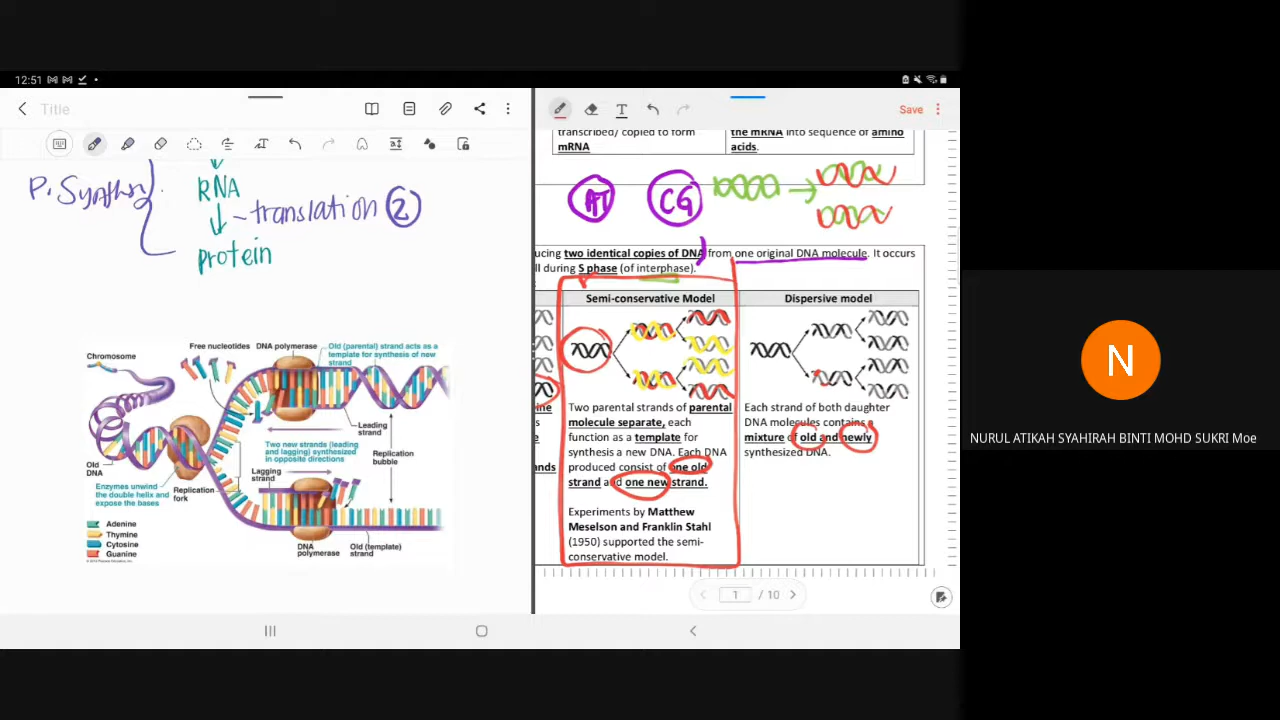 12:51
Title
Save
P. Synthesis
RNA
translation 2
protein
transcribed/ copied to form
mRNA
the mRNA into sequence of amino
acids.
AT
CG
ucing two identical copies of DNA from one original DNA molecule. It occurs
ll during S phase (of interphase).
Semi-conservative Model
Dispersive model
Two parental strands of parental
molecule separate, each
function as a template for
synthesis a new DNA. Each DNA
produced consist of one old
strand and one new strand.
Experiments by Matthew
Meselson and Franklin Stahl
(1950) supported the semi-
conservative model.
Each strand of both daughter
DNA molecules contains a
mixture of old and newly
synthesized DNA.
ands
1 / 10
Chromosome
Free nucleotides
DNA polymerase
Old (parental) strand acts as a
template for synthesis of new
strand
Leading
strand
Two new strands (leading
and lagging) synthesized
in opposite directions
Lagging
strand
Replication
bubble
Old
DNA
Enzymes unwind
the double helix and
expose the bases
Replication
fork
Adenine
Thymine
Cytosine
Guanine
DNA
polymerase
Old (template)
strand
N
NURUL ATIKAH SYAHIRAH BINTI MOHD SUKRI Moe